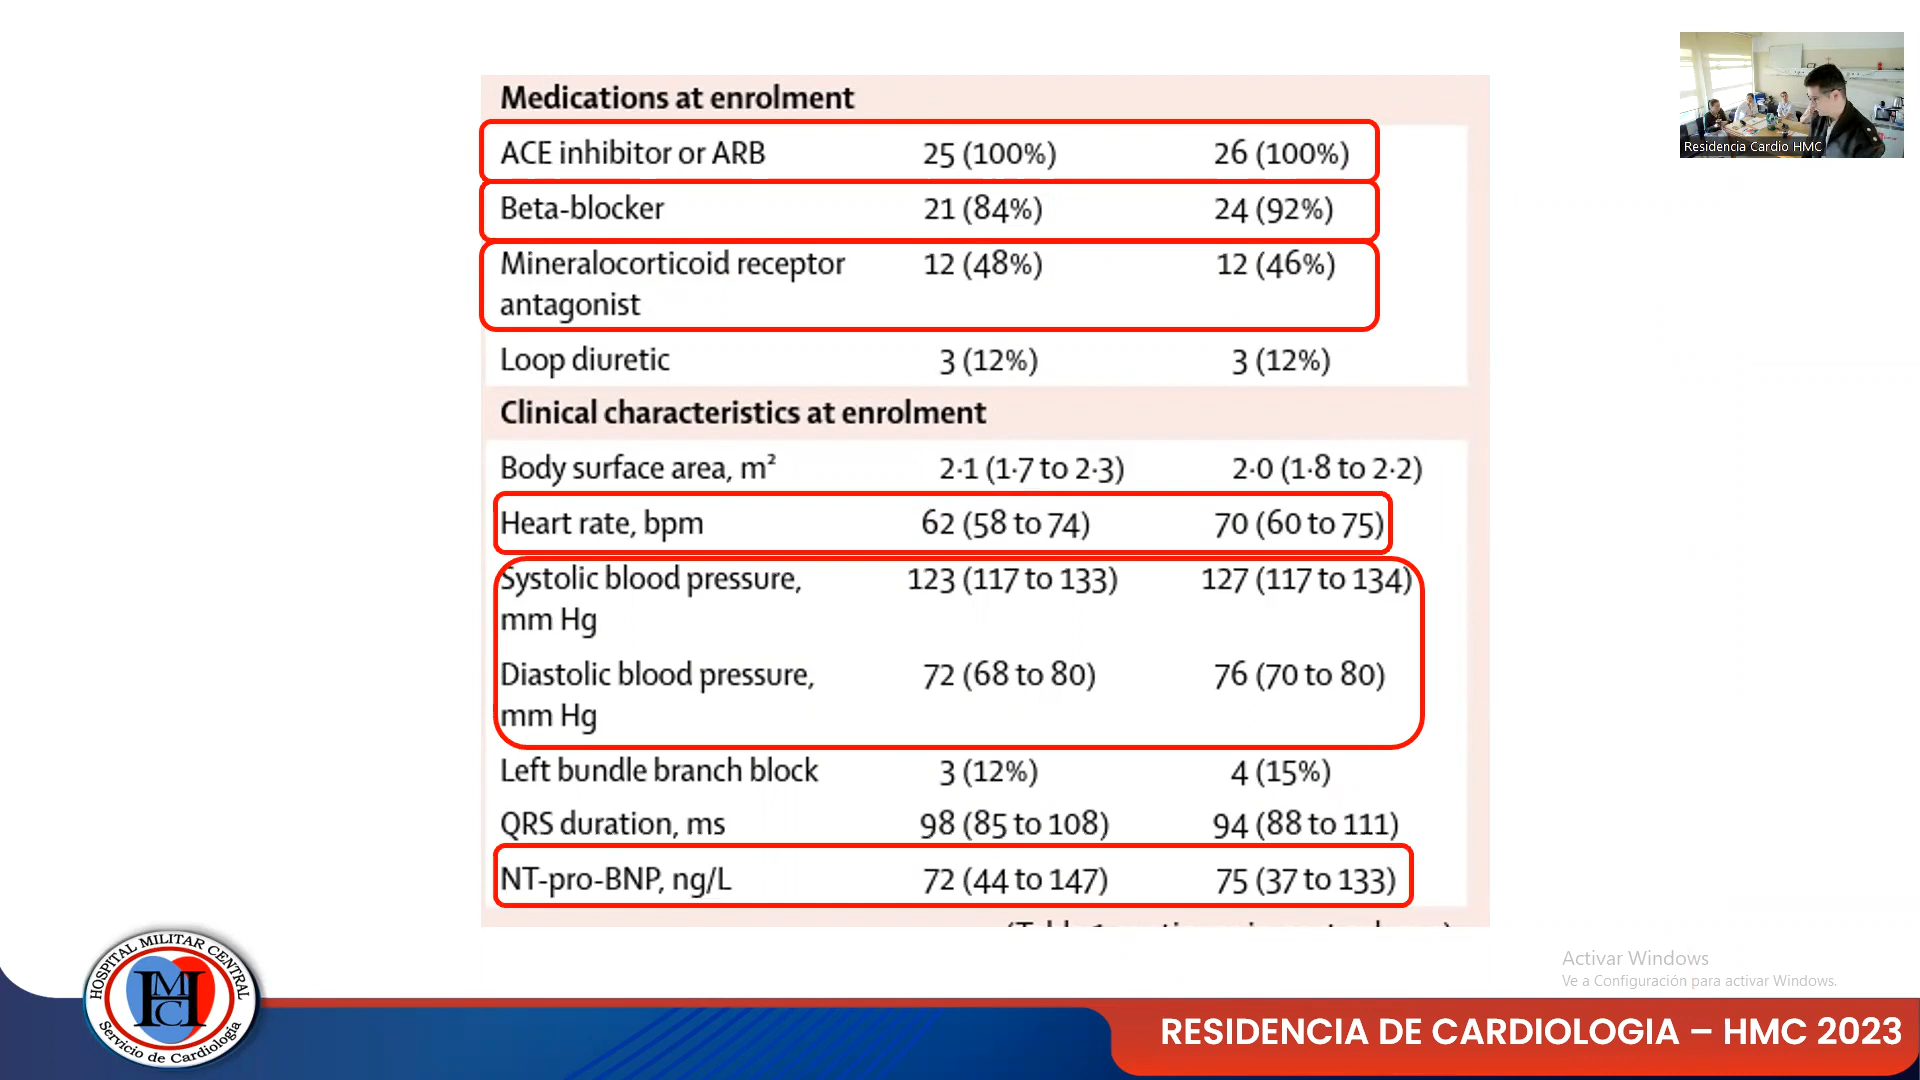 Medications at enrolment
ACE inhibitor or ARB 25 (100%) 26 (100%)
Beta-blocker 21 (84%) 24 (92%)
Mineralocorticoid receptor 12 (48%) 12 (46%)
antagonist
Loop diuretic 3 (12%) 3 (12%)
Clinical characteristics at enrolment
Body surface area, m² 2·1 (1·7 to 2·3) 2·0 (1·8 to 2·2)
Heart rate, bpm 62 (58 to 74) 70 (60 to 75)
Systolic blood pressure, 123 (117 to 133) 127 (117 to 134)
mm Hg
Diastolic blood pressure, 72 (68 to 80) 76 (70 to 80)
mm Hg
Left bundle branch block 3 (12%) 4 (15%)
QRS duration, ms 98 (85 to 108) 94 (88 to 111)
NT-pro-BNP, ng/L 72 (44 to 147) 75 (37 to 133)
Residencia Cardio HMC
HOSPITAL MILITAR CENTRAL
HMC
Servicio de Cardiología
Activar Windows
Ve a Configuración para activar Windows.
RESIDENCIA DE CARDIOLOGIA – HMC 2023